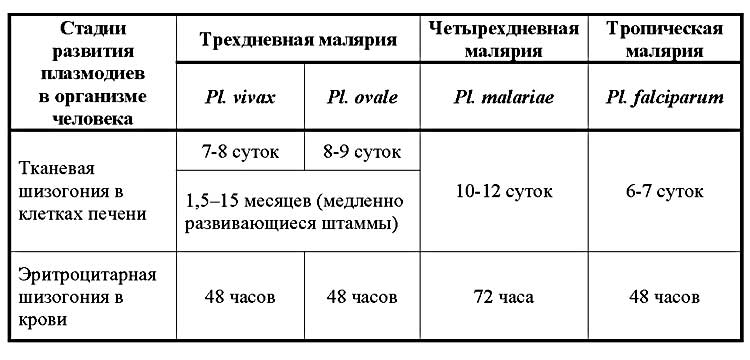 Стадии
развития
плазмодиев
в организме
человека
Трехдневная малярия
Четырехдневная
малярия
Тропическая
малярия
Pl. vivax
Pl. ovale
Pl. malariae
Pl. falciparum
Тканевая
шизогония в
клетках печени
7-8 суток
8-9 суток
1,5–15 месяцев (медленно
развивающиеся штаммы)
10-12 суток
6-7 суток
Эритроцитарная
шизогония в
крови
48 часов
48 часов
72 часа
48 часов